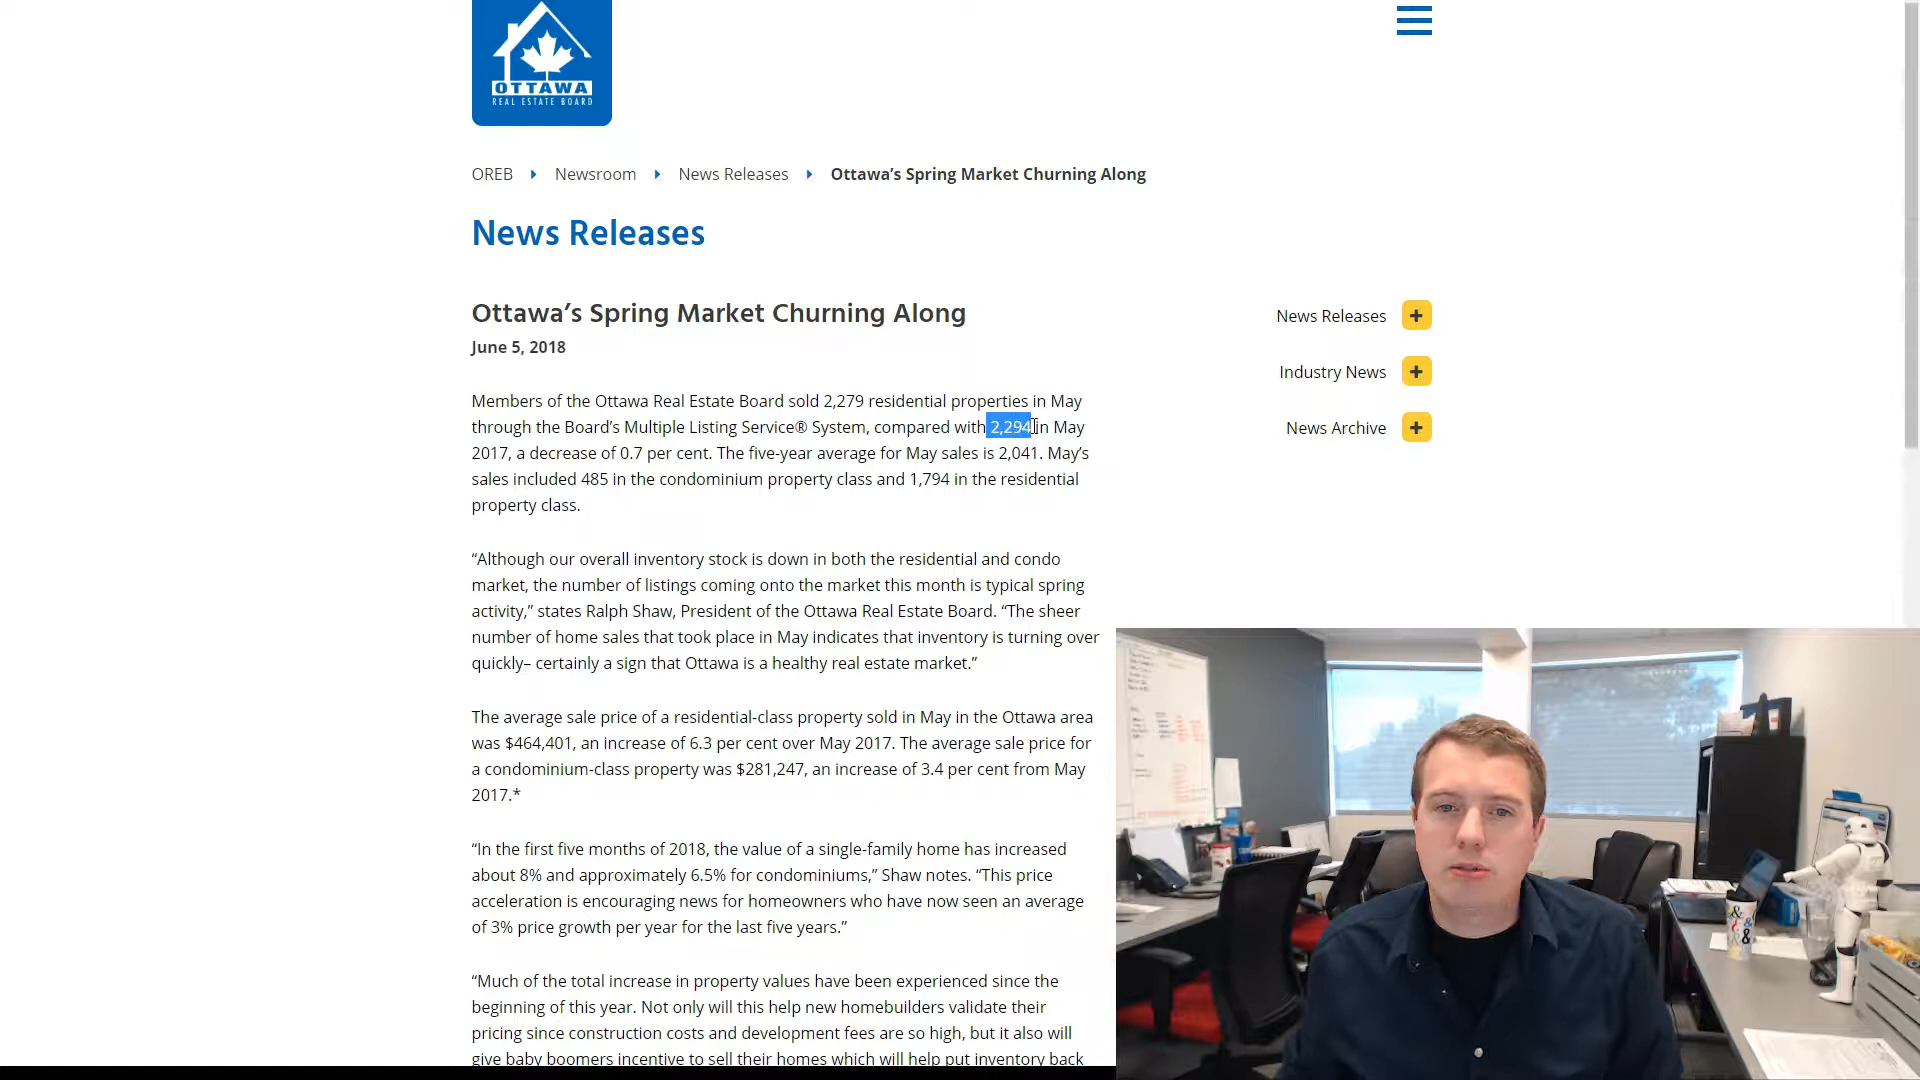 OTTAWA
REAL ESTATE BOARD
OREB Newsroom News Releases Ottawa’s Spring Market Churning Along
News Releases
Ottawa’s Spring Market Churning Along
June 5, 2018
Members of the Ottawa Real Estate Board sold 2,279 residential properties in May
through the Board’s Multiple Listing Service® System, compared with 2,294 in May
2017, a decrease of 0.7 per cent. The five-year average for May sales is 2,041. May’s
sales included 485 in the condominium property class and 1,794 in the residential
property class.
“Although our overall inventory stock is down in both the residential and condo
market, the number of listings coming onto the market this month is typical spring
activity,” states Ralph Shaw, President of the Ottawa Real Estate Board. “The sheer
number of home sales that took place in May indicates that inventory is turning over
quickly– certainly a sign that Ottawa is a healthy real estate market.”
The average sale price of a residential-class property sold in May in the Ottawa area
was $464,401, an increase of 6.3 per cent over May 2017. The average sale price for
a condominium-class property was $281,247, an increase of 3.4 per cent from May
2017.*
“In the first five months of 2018, the value of a single-family home has increased
about 8% and approximately 6.5% for condominiums,” Shaw notes. “This price
acceleration is encouraging news for homeowners who have now seen an average
of 3% price growth per year for the last five years.”
“Much of the total increase in property values have been experienced since the
beginning of this year. Not only will this help new homebuilders validate their
pricing since construction costs and development fees are so high, but it also will
give baby boomers incentive to sell their homes which will help put inventory back
News Releases +
Industry News +
News Archive +